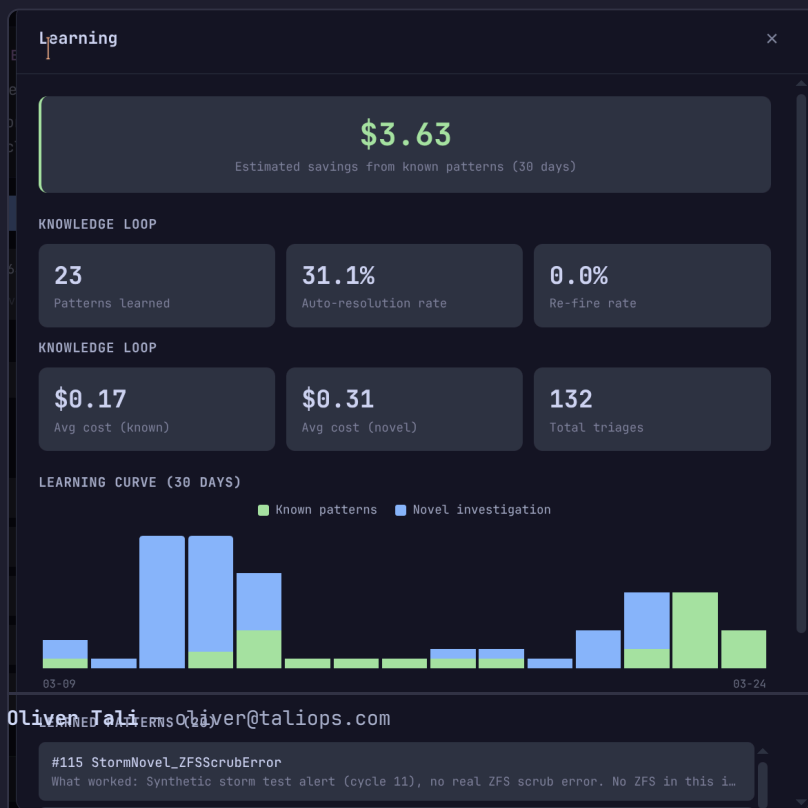 Learning
×
$3.63
Estimated savings from known patterns (30 days)
KNOWLEDGE LOOP
23
Patterns learned
31.1%
Auto-resolution rate
0.0%
Re-fire rate
KNOWLEDGE LOOP
$0.17
Avg cost (known)
$0.31
Avg cost (novel)
132
Total triages
LEARNING CURVE (30 DAYS)
Known patterns
Novel investigation
03-09
03-24
Oliver Tali — oliver@taliops.com
LEARNED PATTERNS
#115 StormNovel_ZFSScrubError
What worked: Synthetic storm test alert (cycle 11), no real ZFS scrub error. No ZFS in this i…